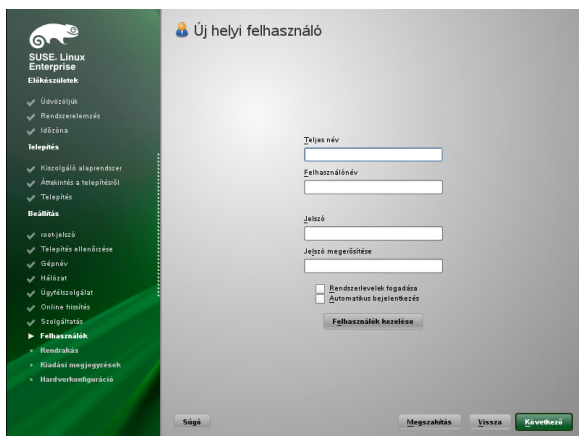 SUSE. Linux
Enterprise
Előkészületek
Üdvözöljük
Rendszerelemzés
Időzóna
Telepítés
Kiszolgáló alaprendszer
Áttekintés a telepítésről
Telepítés
Beállítás
root-jelszó
Telepítés ellenőrzése
Gépnév
Hálózat
Ügyfélszolgálat
Online frissítés
Szolgáltatás
Felhasználók
Rendrakás
Kiadási megjegyzések
Hardverkonfiguráció
Új helyi felhasználó
Teljes név
Felhasználónév
Jelszó
Jelszó megerősítése
Rendszerlevelek fogadása
Automatikus bejelentkezés
Felhasználók kezelése
Súgó
Megszakítás
Vissza
Következő